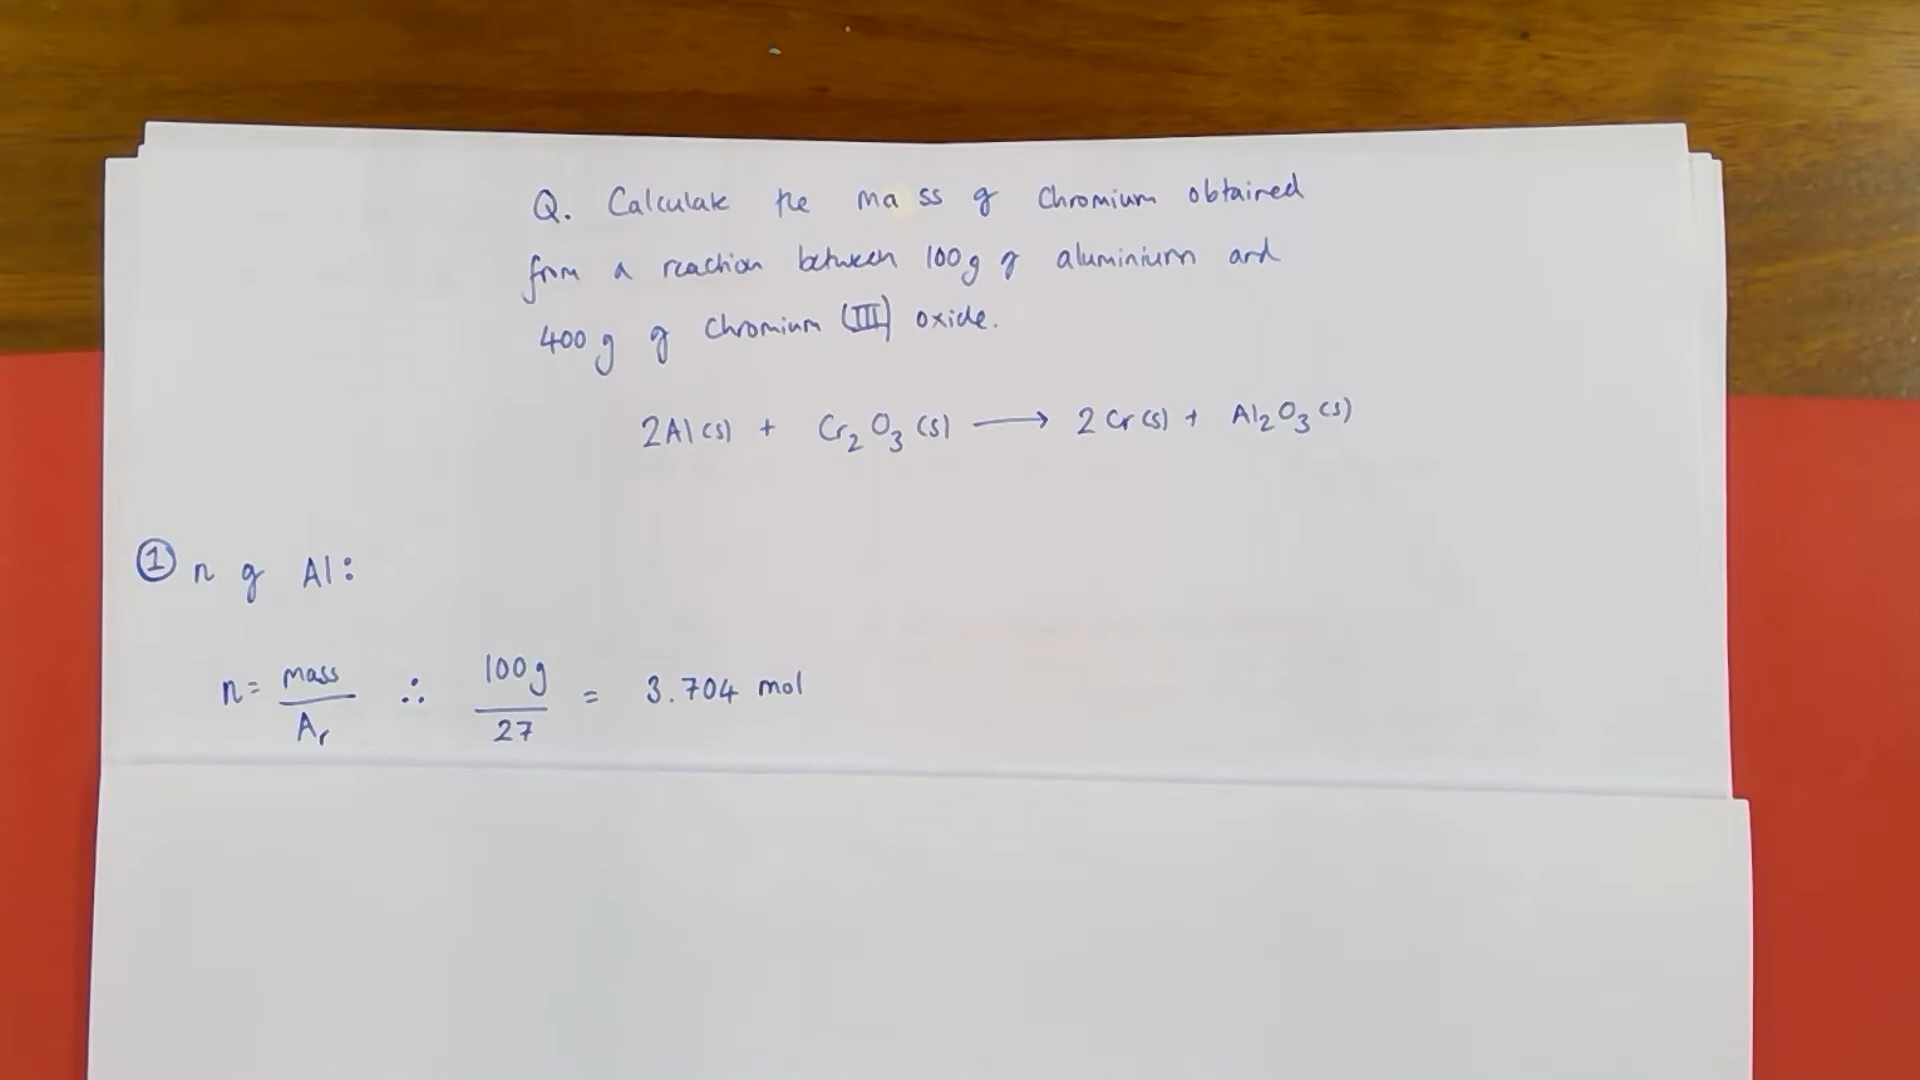 Q. Calculate the mass of Chromium obtained
from a reaction between 100g of aluminium and
400g of Chromium (III) oxide.
2Al(s) + Cr₂O₃(s) ⟶ 2Cr(s) + Al₂O₃(s)
① n of Al:
n = mass/Ar ∴ 100g/27 = 3.704 mol